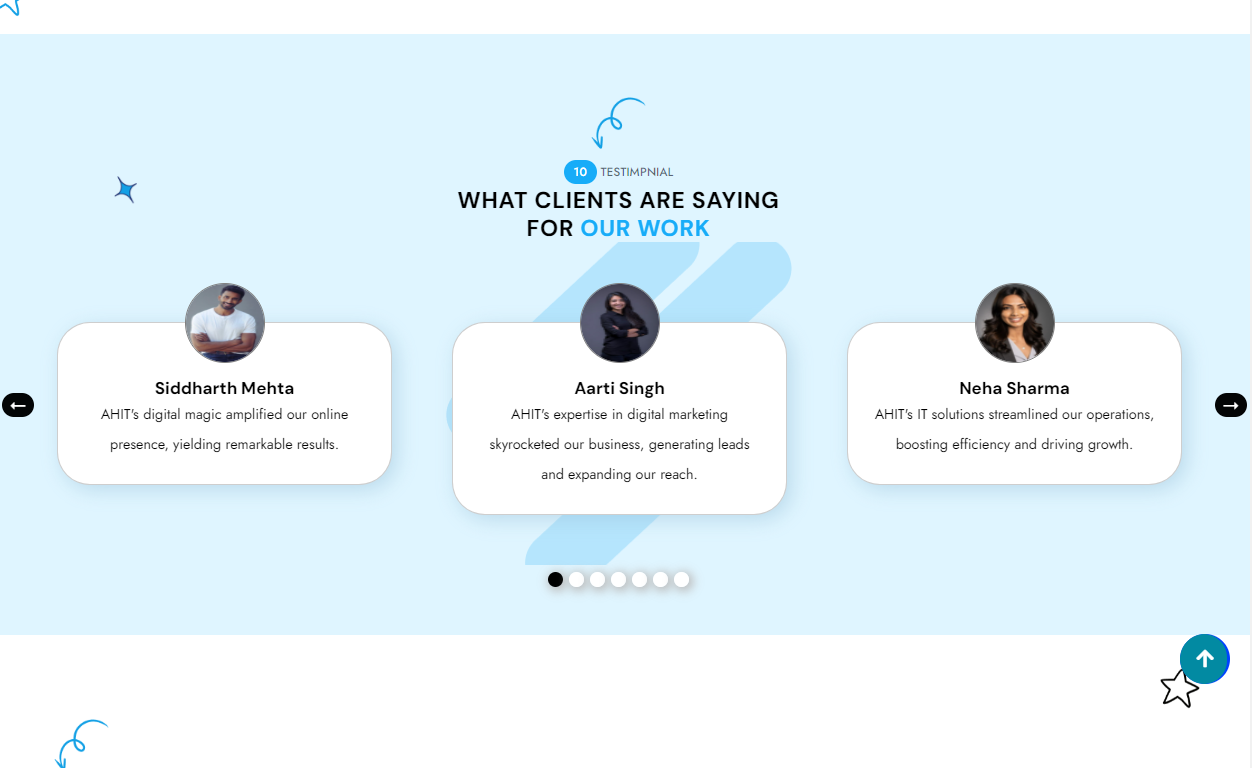 10 TESTIMPNIAL
WHAT CLIENTS ARE SAYING
FOR OUR WORK
Siddharth Mehta
AHIT's digital magic amplified our online
presence, yielding remarkable results.
Aarti Singh
AHIT's expertise in digital marketing
skyrocketed our business, generating leads
and expanding our reach.
Neha Sharma
AHIT's IT solutions streamlined our operations,
boosting efficiency and driving growth.